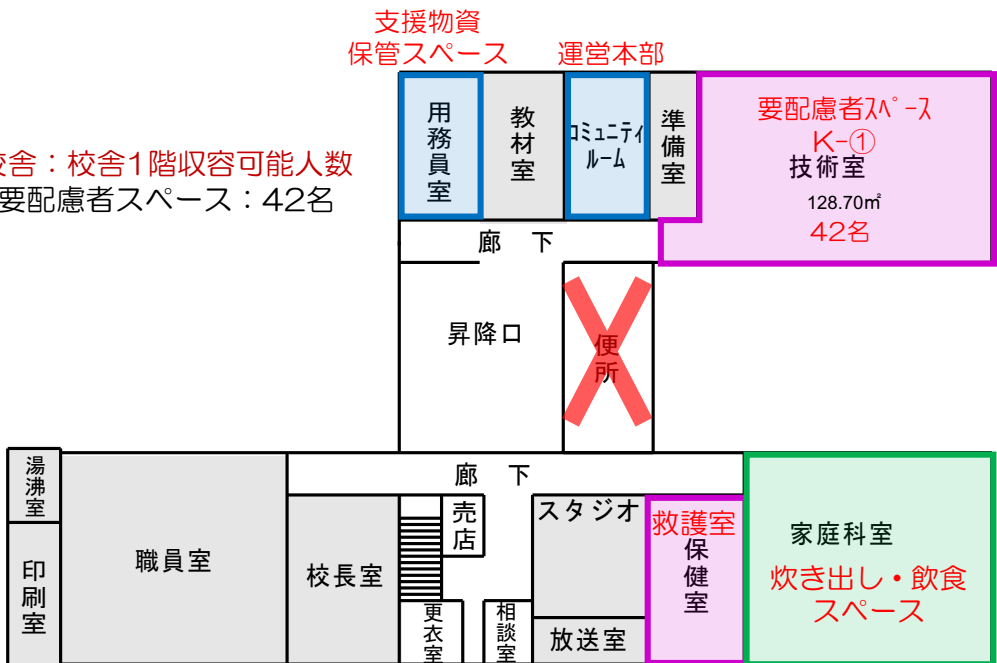 支援物資
保管スペース
運営本部
校舎：校舎1階収容可能人数
要配慮者スペース：42名
用務員室
教材室
コミュニティ
ルーム
準備室
要配慮者ｽﾍﾟｰｽ
K-①
技術室
128.70㎡
42名
廊　下
昇降口
便所
湯沸室
印刷室
職員室
校長室
廊　下
売店
更衣室
相談室
スタジオ
放送室
救護室
保健室
家庭科室
炊き出し・飲食
スペース